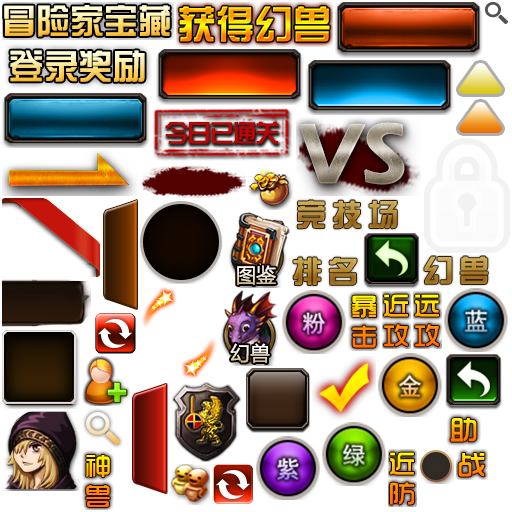 冒险家宝藏
获得幻兽
登录奖励
今日已通关
VS
竞技场
图鉴
排名
幻兽
幻兽
粉
暴击
近攻
远攻
蓝
金
神兽
紫
绿
近防
助战